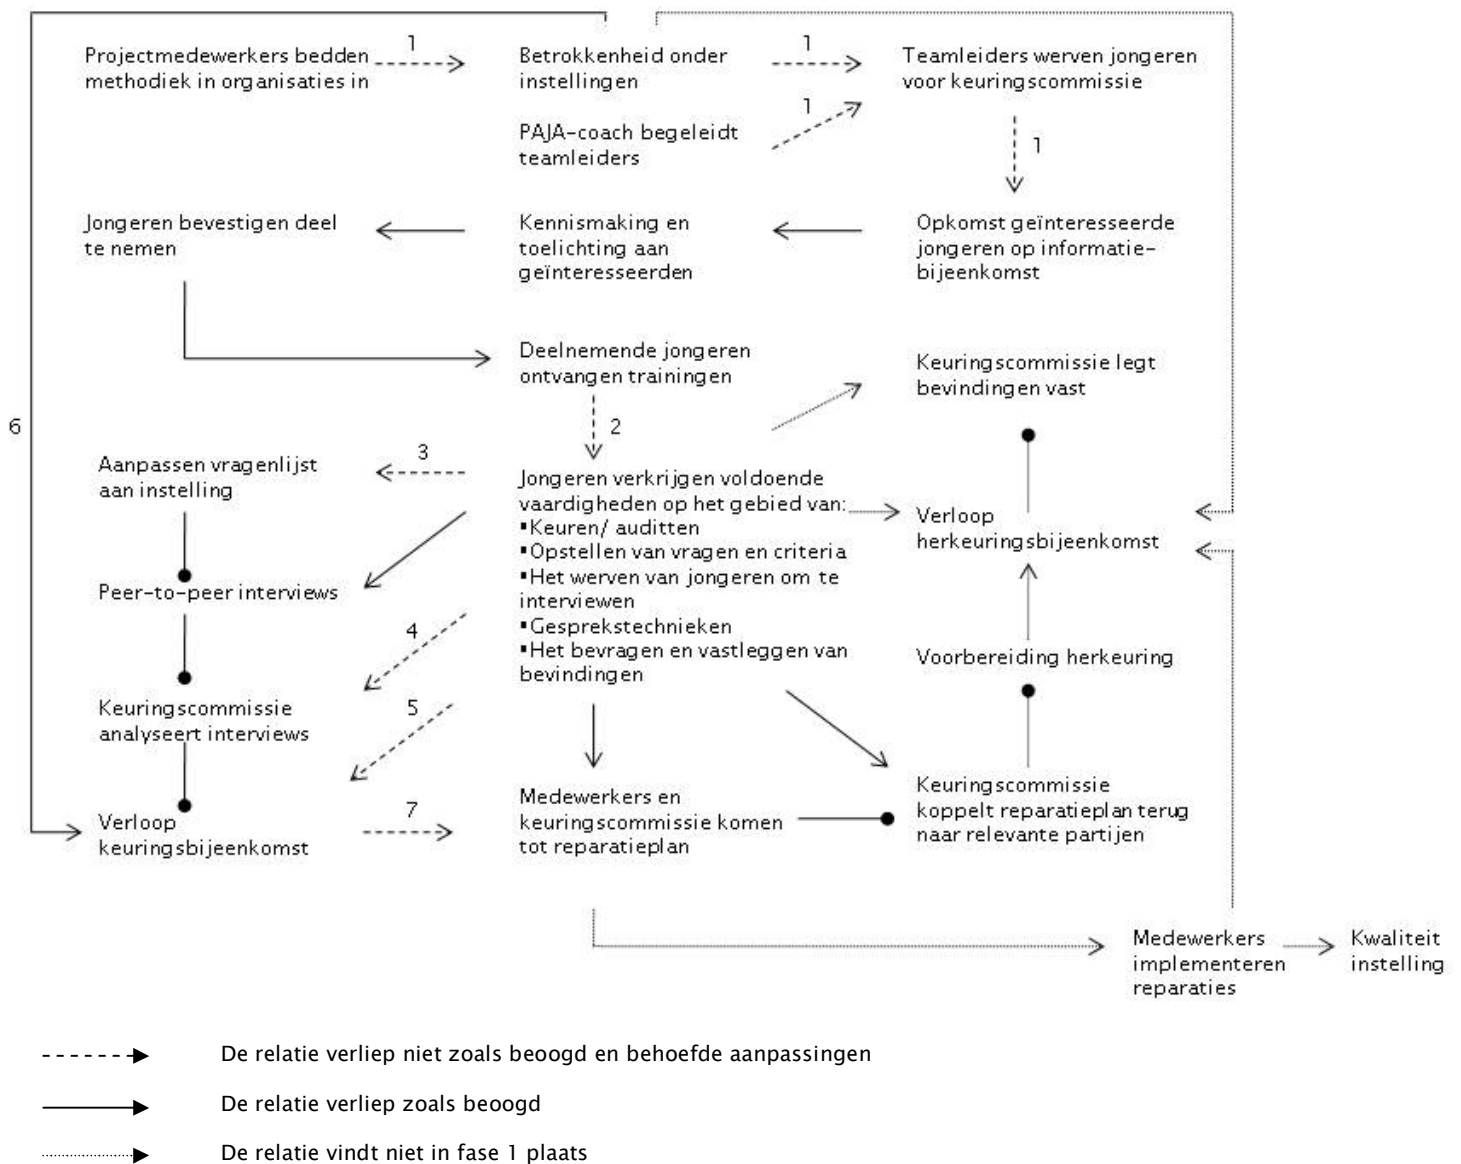 1
Projectmedewerkers bedden
methodiek in organisaties in
1
Betrokkenheid onder
instellingen
Teamleiders werven jongeren
voor keuringscommissie
1
PAJA-coach begeleidt
teamleiders
1
Jongeren bevestigen deel
te nemen
Kennismaking en
toelichting aan
geïnteresseerden
Opkomst geïnteresseerde
jongeren op informatie-
bijeenkomst
Deelnemende jongeren
ontvangen trainingen
Keuringscommissie legt
bevindingen vast
6
2
3
Aanpassen vragenlijst
aan instelling
Jongeren verkrijgen voldoende
vaardigheden op het gebied van:
▪Keuren/ auditten
▪Opstellen van vragen en criteria
▪Het werven van jongeren om te
interviewen
▪Gesprekstechnieken
▪Het bevragen en vastleggen van
bevindingen
Verloop
herkeuringsbijeenkomst
Peer-to-peer interviews
4
Voorbereiding herkeuring
Keuringscommissie
analyseert interviews
5
Medewerkers en
keuringscommissie komen
tot reparatieplan
Keuringscommissie
koppelt reparatieplan terug
naar relevante partijen
Verloop
keuringsbijeenkomst
7
Medewerkers
implementeren
reparaties
Kwaliteit
instelling
De relatie verliep niet zoals beoogd en behoefde aanpassingen
De relatie verliep zoals beoogd
De relatie vindt niet in fase 1 plaats